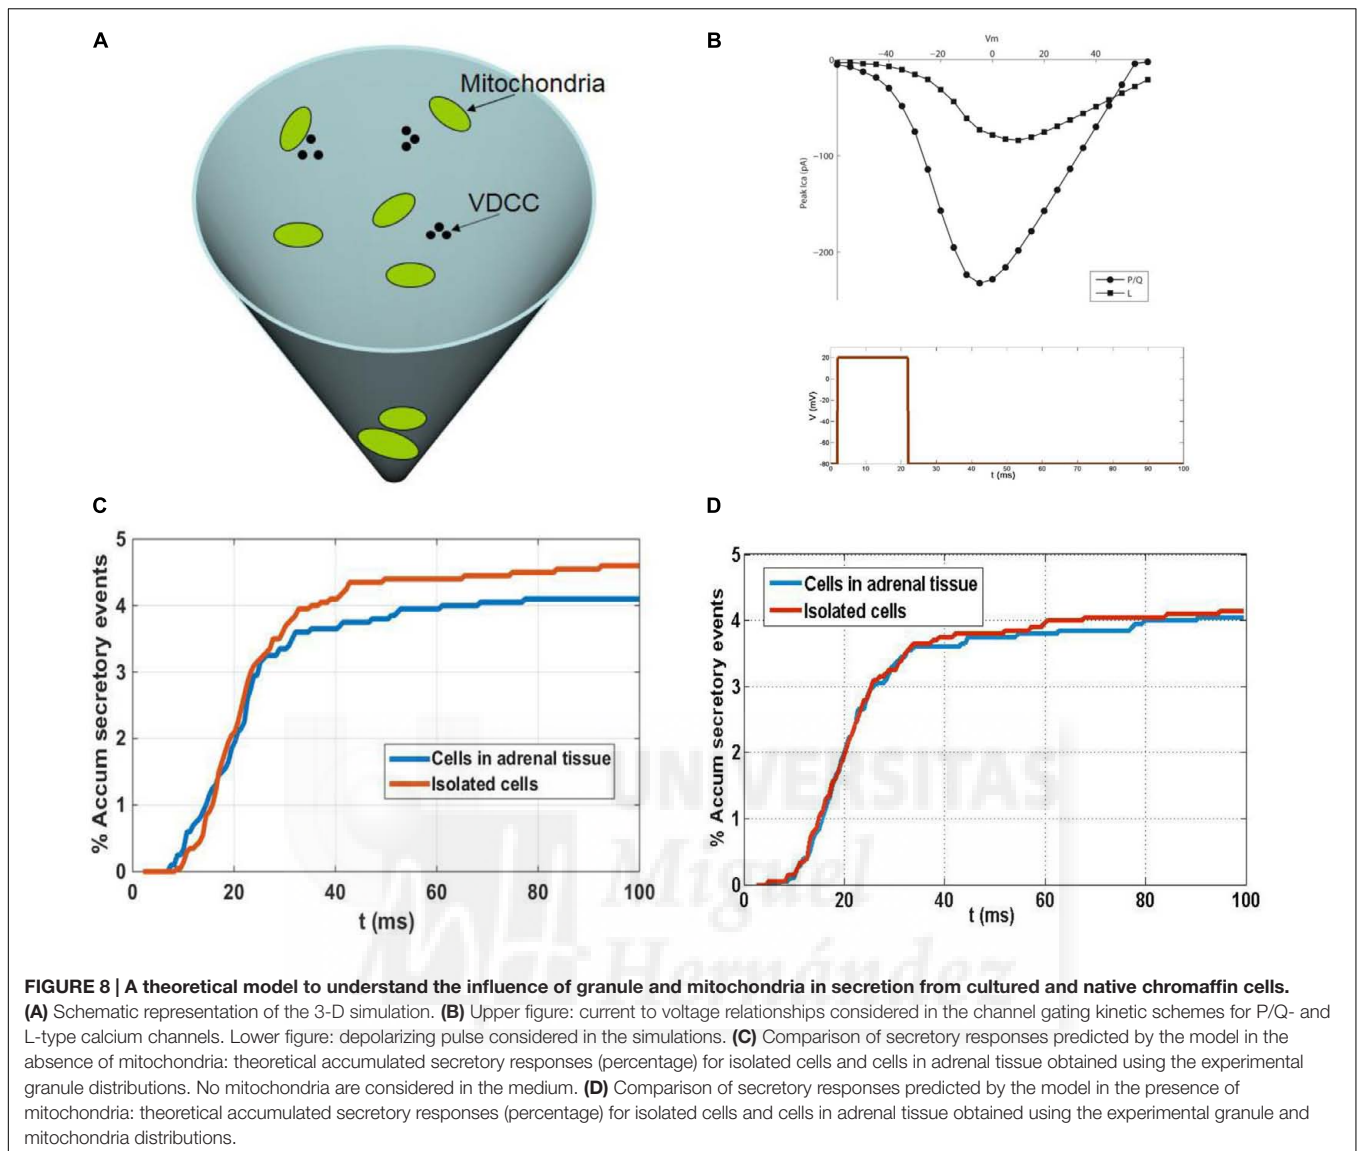 A
Mitochondria
VDCC
B
Vm
−40 −20 0 20 40
0
−100
−200
Peak Ica (pA)
P/Q
L
20
0
-20
-40
-60
-80
V (mV)
0 10 20 30 40 50 60 70 80 90 100
t (ms)
C
5
4
3
2
1
0
% Accum secretory events
Cells in adrenal tissue
Isolated cells
0 20 40 60 80 100
t (ms)
D
5
4
3
2
1
0
% Accum secretory events
Cells in adrenal tissue
Isolated cells
0 20 40 60 80 100
t (ms)
UNIVERSITAS
Miguel
Hernández
FIGURE 8 | A theoretical model to understand the influence of granule and mitochondria in secretion from cultured and native chromaffin cells.
(A) Schematic representation of the 3-D simulation. (B) Upper figure: current to voltage relationships considered in the channel gating kinetic schemes for P/Q- and
L-type calcium channels. Lower figure: depolarizing pulse considered in the simulations. (C) Comparison of secretory responses predicted by the model in the
absence of mitochondria: theoretical accumulated secretory responses (percentage) for isolated cells and cells in adrenal tissue obtained using the experimental
granule distributions. No mitochondria are considered in the medium. (D) Comparison of secretory responses predicted by the model in the presence of
mitochondria: theoretical accumulated secretory responses (percentage) for isolated cells and cells in adrenal tissue obtained using the experimental granule and
mitochondria distributions.